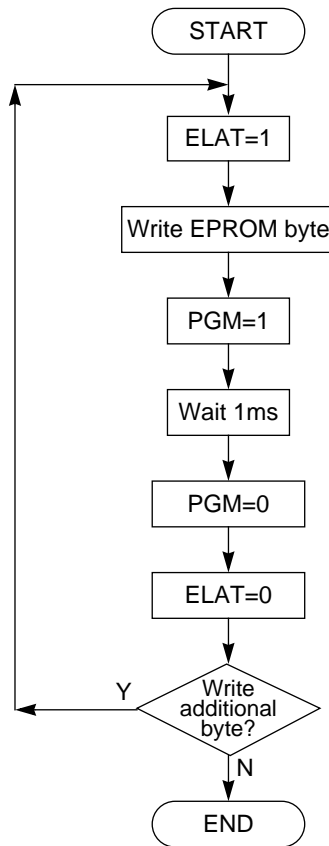 START
ELAT=1
Write EPROM byte
PGM=1
Wait 1ms
PGM=0
ELAT=0
Y
Write
additional
byte?
N
END